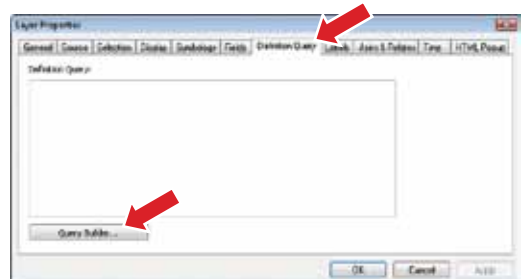 Layer Properties
General Source Selection Display Symbology Fields Definition Query Labels Joins & Relates Time HTML Popup
Definition Query:
Query Builder...
OK Cancel Apply